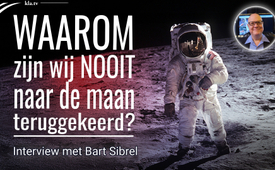 kla.tv
WAAROM
zijn wij NOOIT
naar de maan
teruggekeerd?
Interview met Bart Sibrel